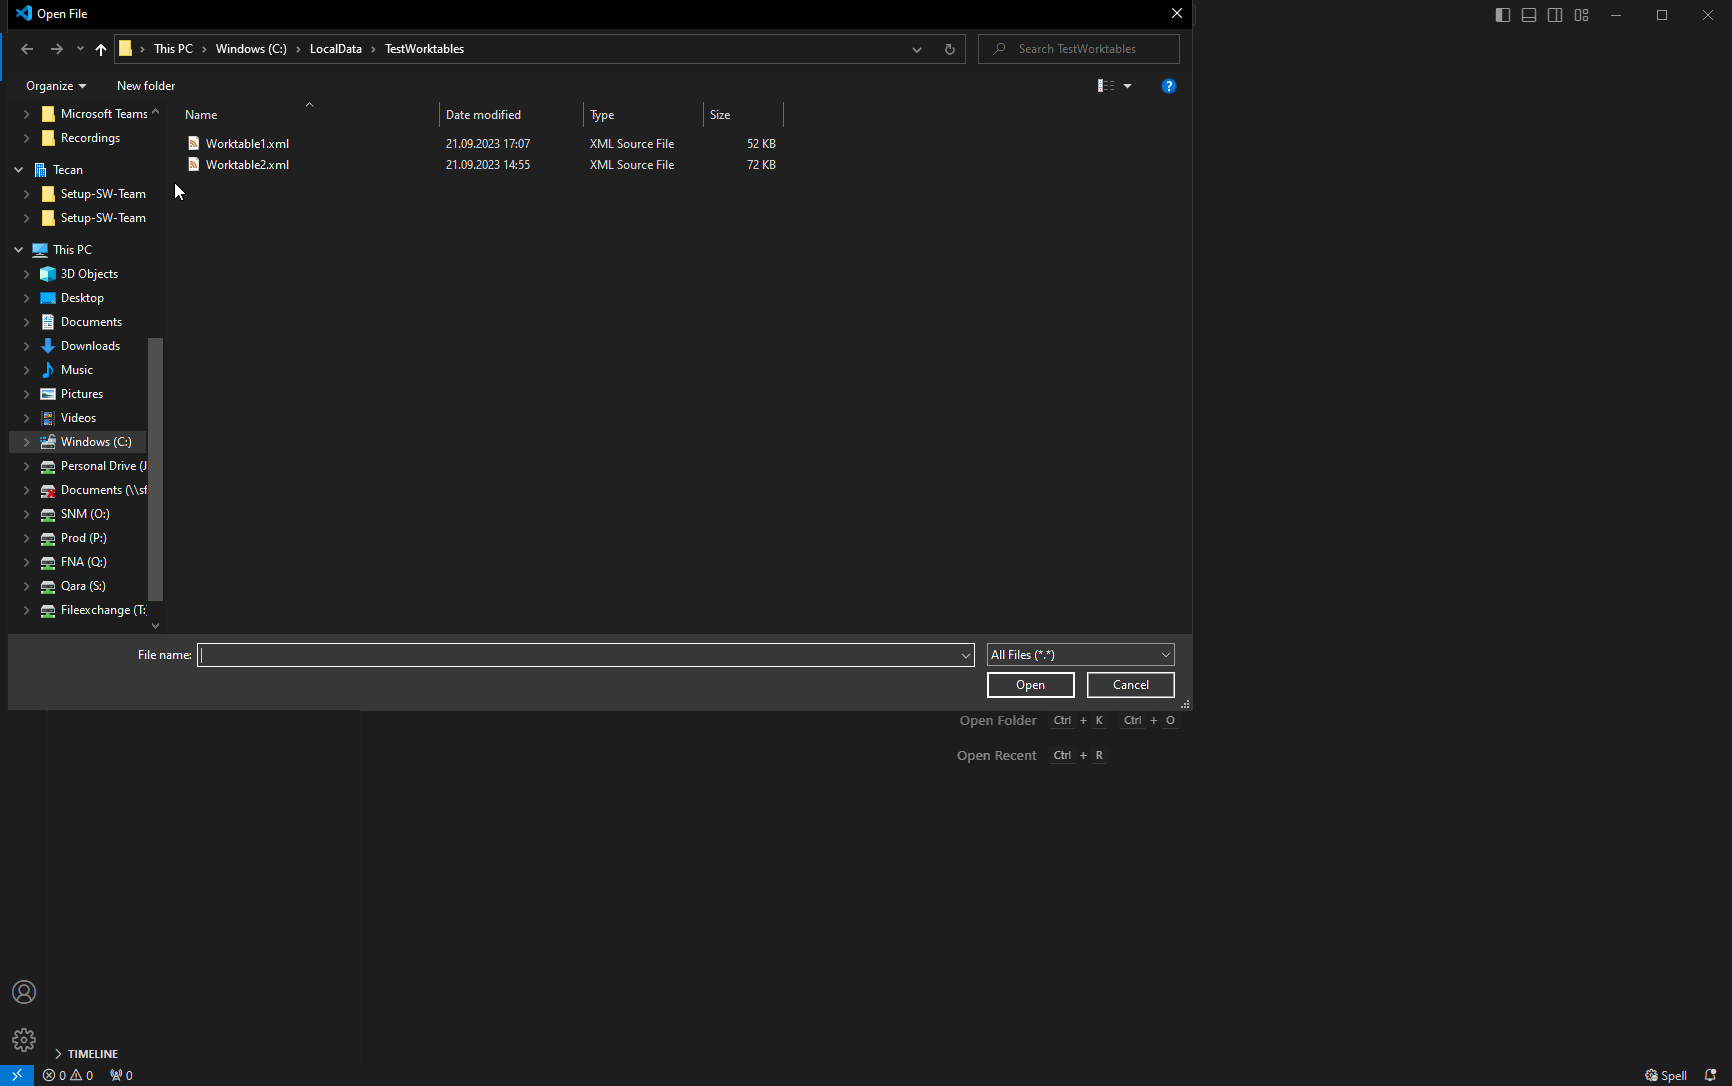 Open File
This PC > Windows (C:) > LocalData > TestWorktables
Search TestWorktables
Organize
New folder
Name
Date modified
Type
Size
Worktable1.xml 21.09.2023 17:07 XML Source File 52 KB
Worktable2.xml 21.09.2023 14:55 XML Source File 72 KB
Microsoft Teams
Recordings
Tecan
Setup-SW-Team
Setup-SW-Team
This PC
3D Objects
Desktop
Documents
Downloads
Music
Pictures
Videos
Windows (C:)
Personal Drive (J
Documents (\\sf
SNM (O:)
Prod (P:)
FNA (Q:)
Qara (S:)
Fileexchange (T:
File name:
All Files (*.*)
Open
Cancel
Open Folder Ctrl + K Ctrl + O
Open Recent Ctrl + R
TIMELINE
0 0 0
Spell